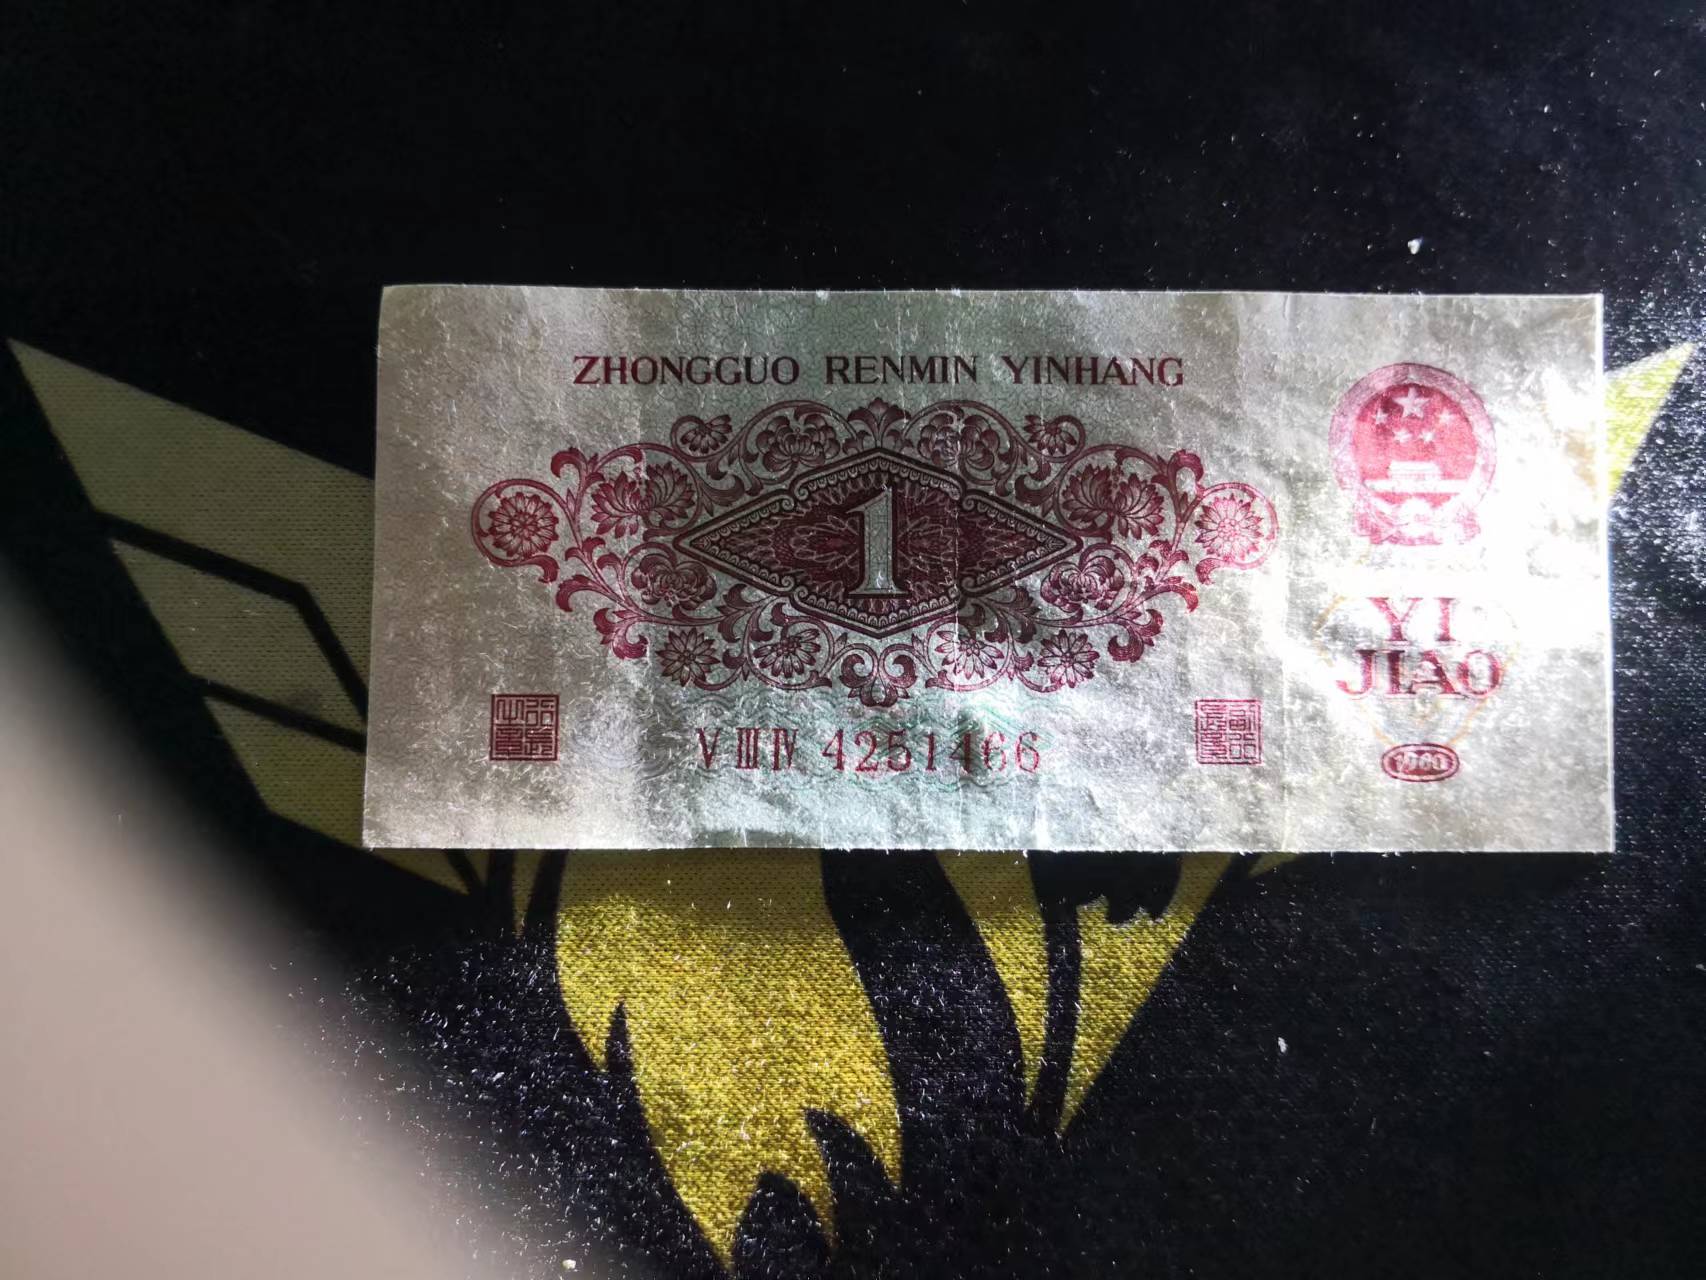 ZHONGGUO RENMIN YINHANG
1
YI
JIAO
V III IV 4251466